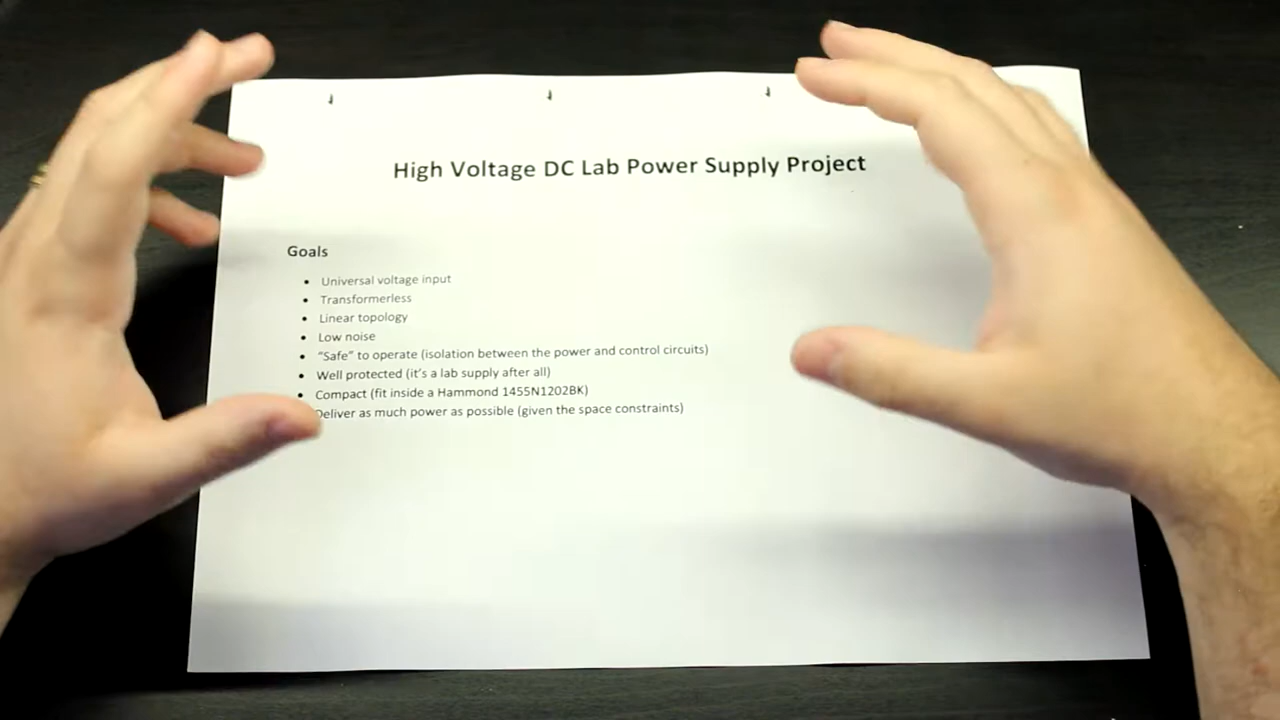 High Voltage DC Lab Power Supply Project
Goals
• Universal voltage input
• Transformerless
• Linear topology
• Low noise
• “Safe” to operate (isolation between the power and control circuits)
• Well protected (it’s a lab supply after all)
• Compact (fit inside a Hammond 1455N1202BK)
Deliver as much power as possible (given the space constraints)